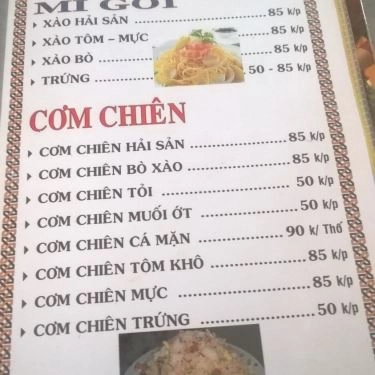 MÌ GÓI
XÀO HẢI SẢN 85 k/p
XÀO TÔM – MỰC 85 k/p
XÀO BÒ 85 k/p
TRỨNG 50 - 85 k/p
CƠM CHIÊN
CƠM CHIÊN HẢI SẢN 85 k/p
CƠM CHIÊN BÒ XÀO 85 k/p
CƠM CHIÊN TỎI 50 k/p
CƠM CHIÊN MUỐI ỚT 50 k/p
CƠM CHIÊN CÁ MẶN 90 k/ Thố
CƠM CHIÊN TÔM KHÔ 85 k/p
CƠM CHIÊN MỰC 85 k/p
CƠM CHIÊN TRỨNG 50 k/p